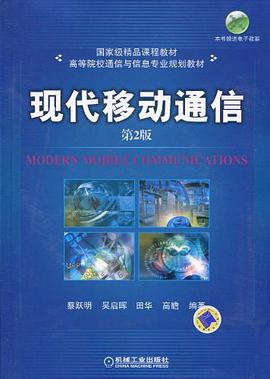 本书赠送电子教案
国家级精品课程教材
高等院校通信与信息专业规划教材
现代移动通信
第2版
MODERN MOBILE COMMUNICATIONS
蔡跃明 吴启晖 田华 高瞻 编著
机械工业出版社
CHINA MACHINE PRESS